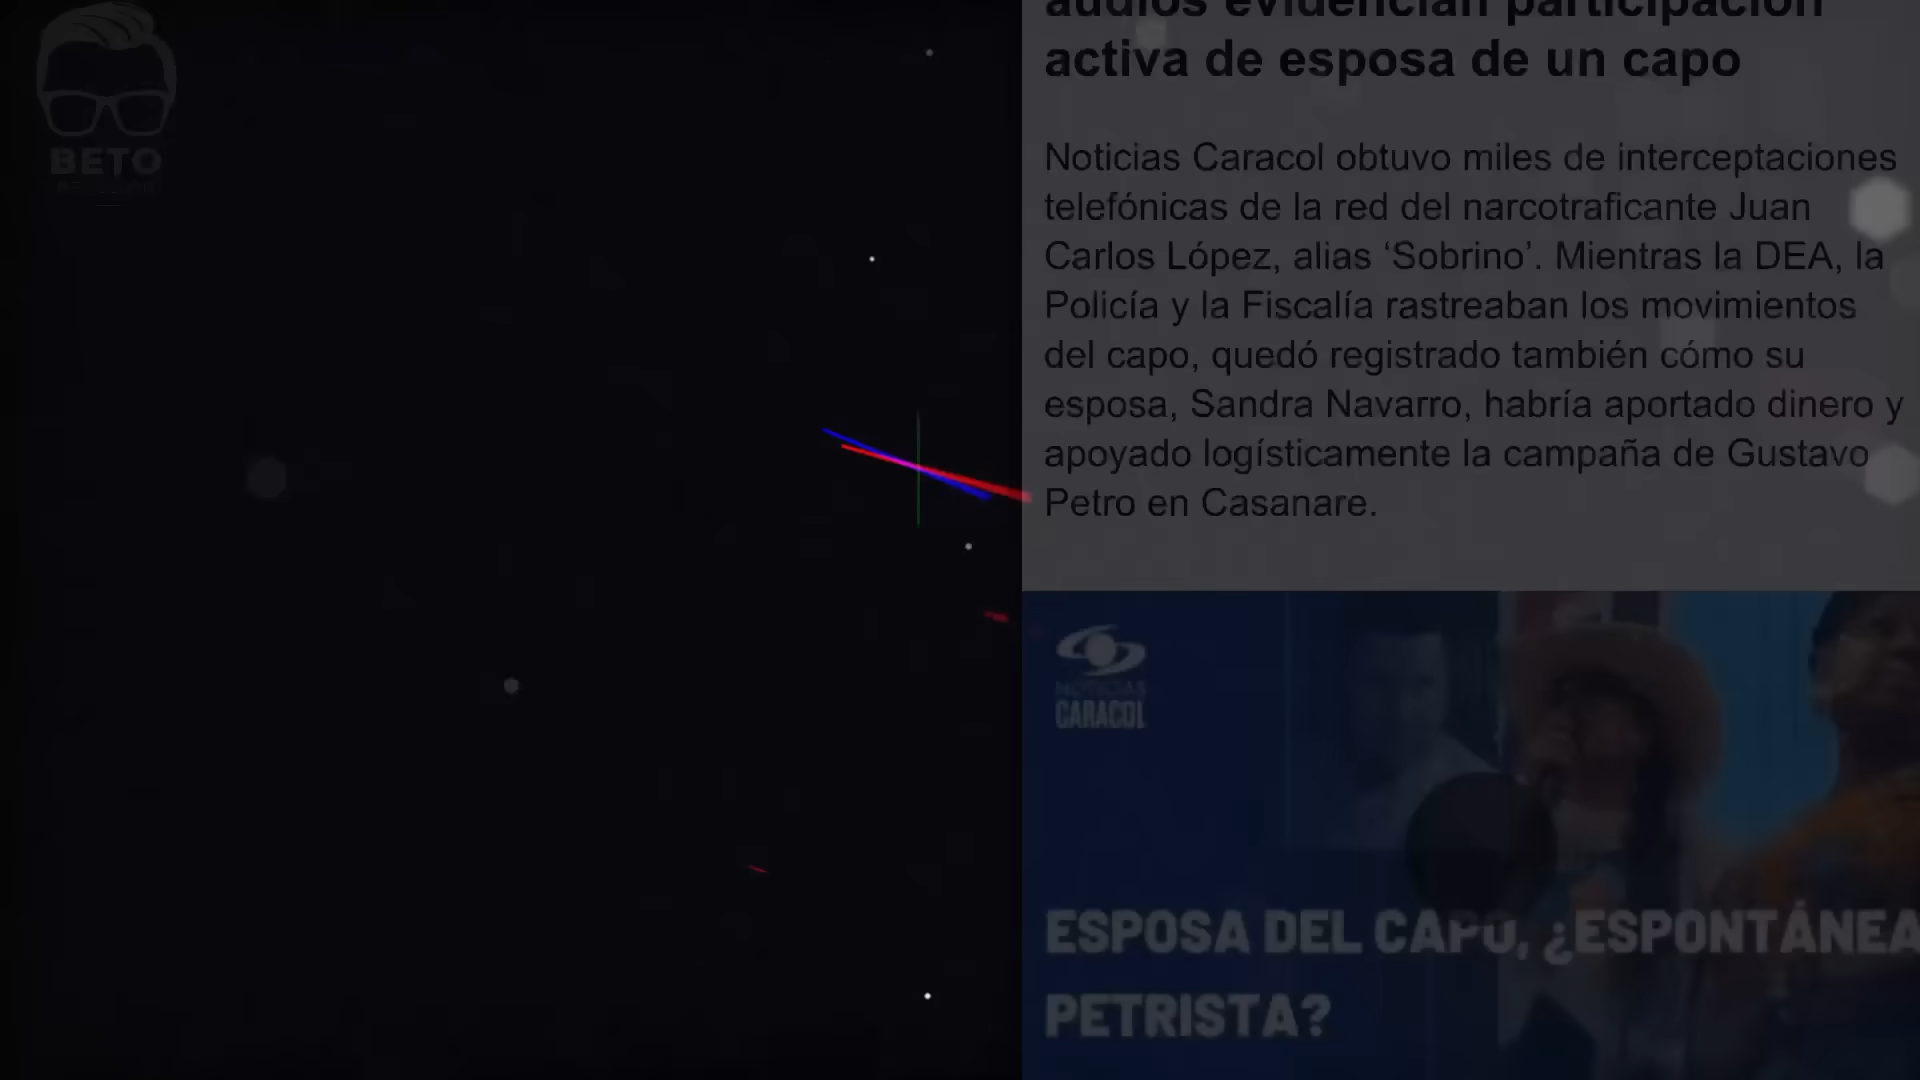 BETO
audios evidencian participación
activa de esposa de un capo
Noticias Caracol obtuvo miles de interceptaciones
telefónicas de la red del narcotraficante Juan
Carlos López, alias ‘Sobrino’. Mientras la DEA, la
Policía y la Fiscalía rastreaban los movimientos
del capo, quedó registrado también cómo su
esposa, Sandra Navarro, habría aportado dinero y
apoyado logísticamente la campaña de Gustavo
Petro en Casanare.
NOTICIAS
CARACOL
ESPOSA DEL CAPO, ¿ESPONTÁNEA
PETRISTA?